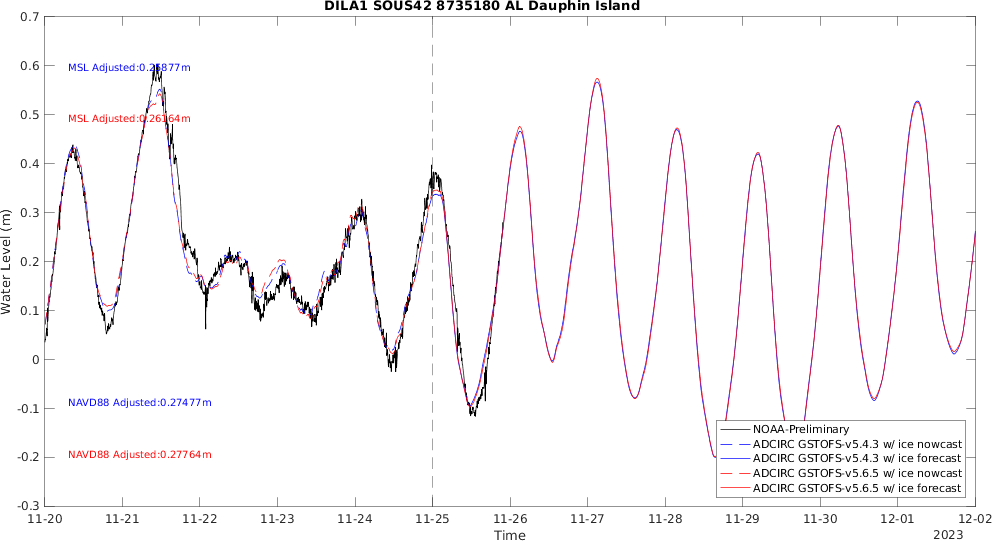 DILA1 SOUS42 8735180 AL Dauphin Island
0.7
0.6
0.5
0.4
0.3
0.2
0.1
0
-0.1
-0.2
-0.3
Water Level (m)
MSL Adjusted:0.25877m
MSL Adjusted:0.26164m
NAVD88 Adjusted:0.27477m
NAVD88 Adjusted:0.27764m
NOAA-Preliminary
ADCIRC GSTOFS-v5.4.3 w/ ice nowcast
ADCIRC GSTOFS-v5.4.3 w/ ice forecast
ADCIRC GSTOFS-v5.6.5 w/ ice nowcast
ADCIRC GSTOFS-v5.6.5 w/ ice forecast
11-20 11-21 11-22 11-23 11-24 11-25 11-26 11-27 11-28 11-29 11-30 12-01 12-02
Time
2023